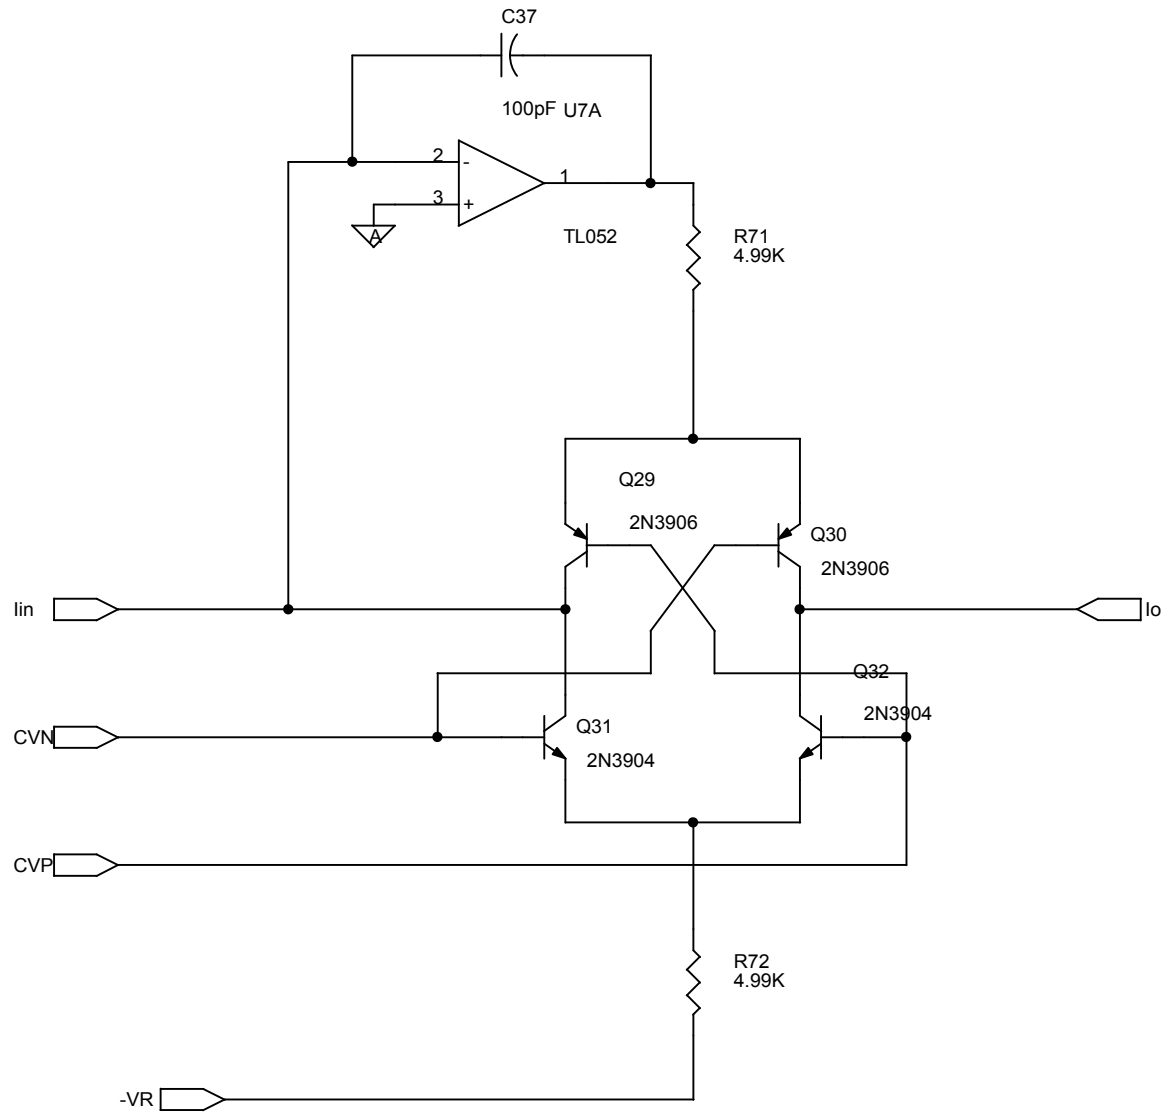 C37
100pF U7A
2
-
1
3
+
A
TL052
R71
4.99K
Q29
2N3906
Q30
2N3906
Iin
Io
Q32
2N3904
Q31
CVN
2N3904
CVP
R72
4.99K
-VR